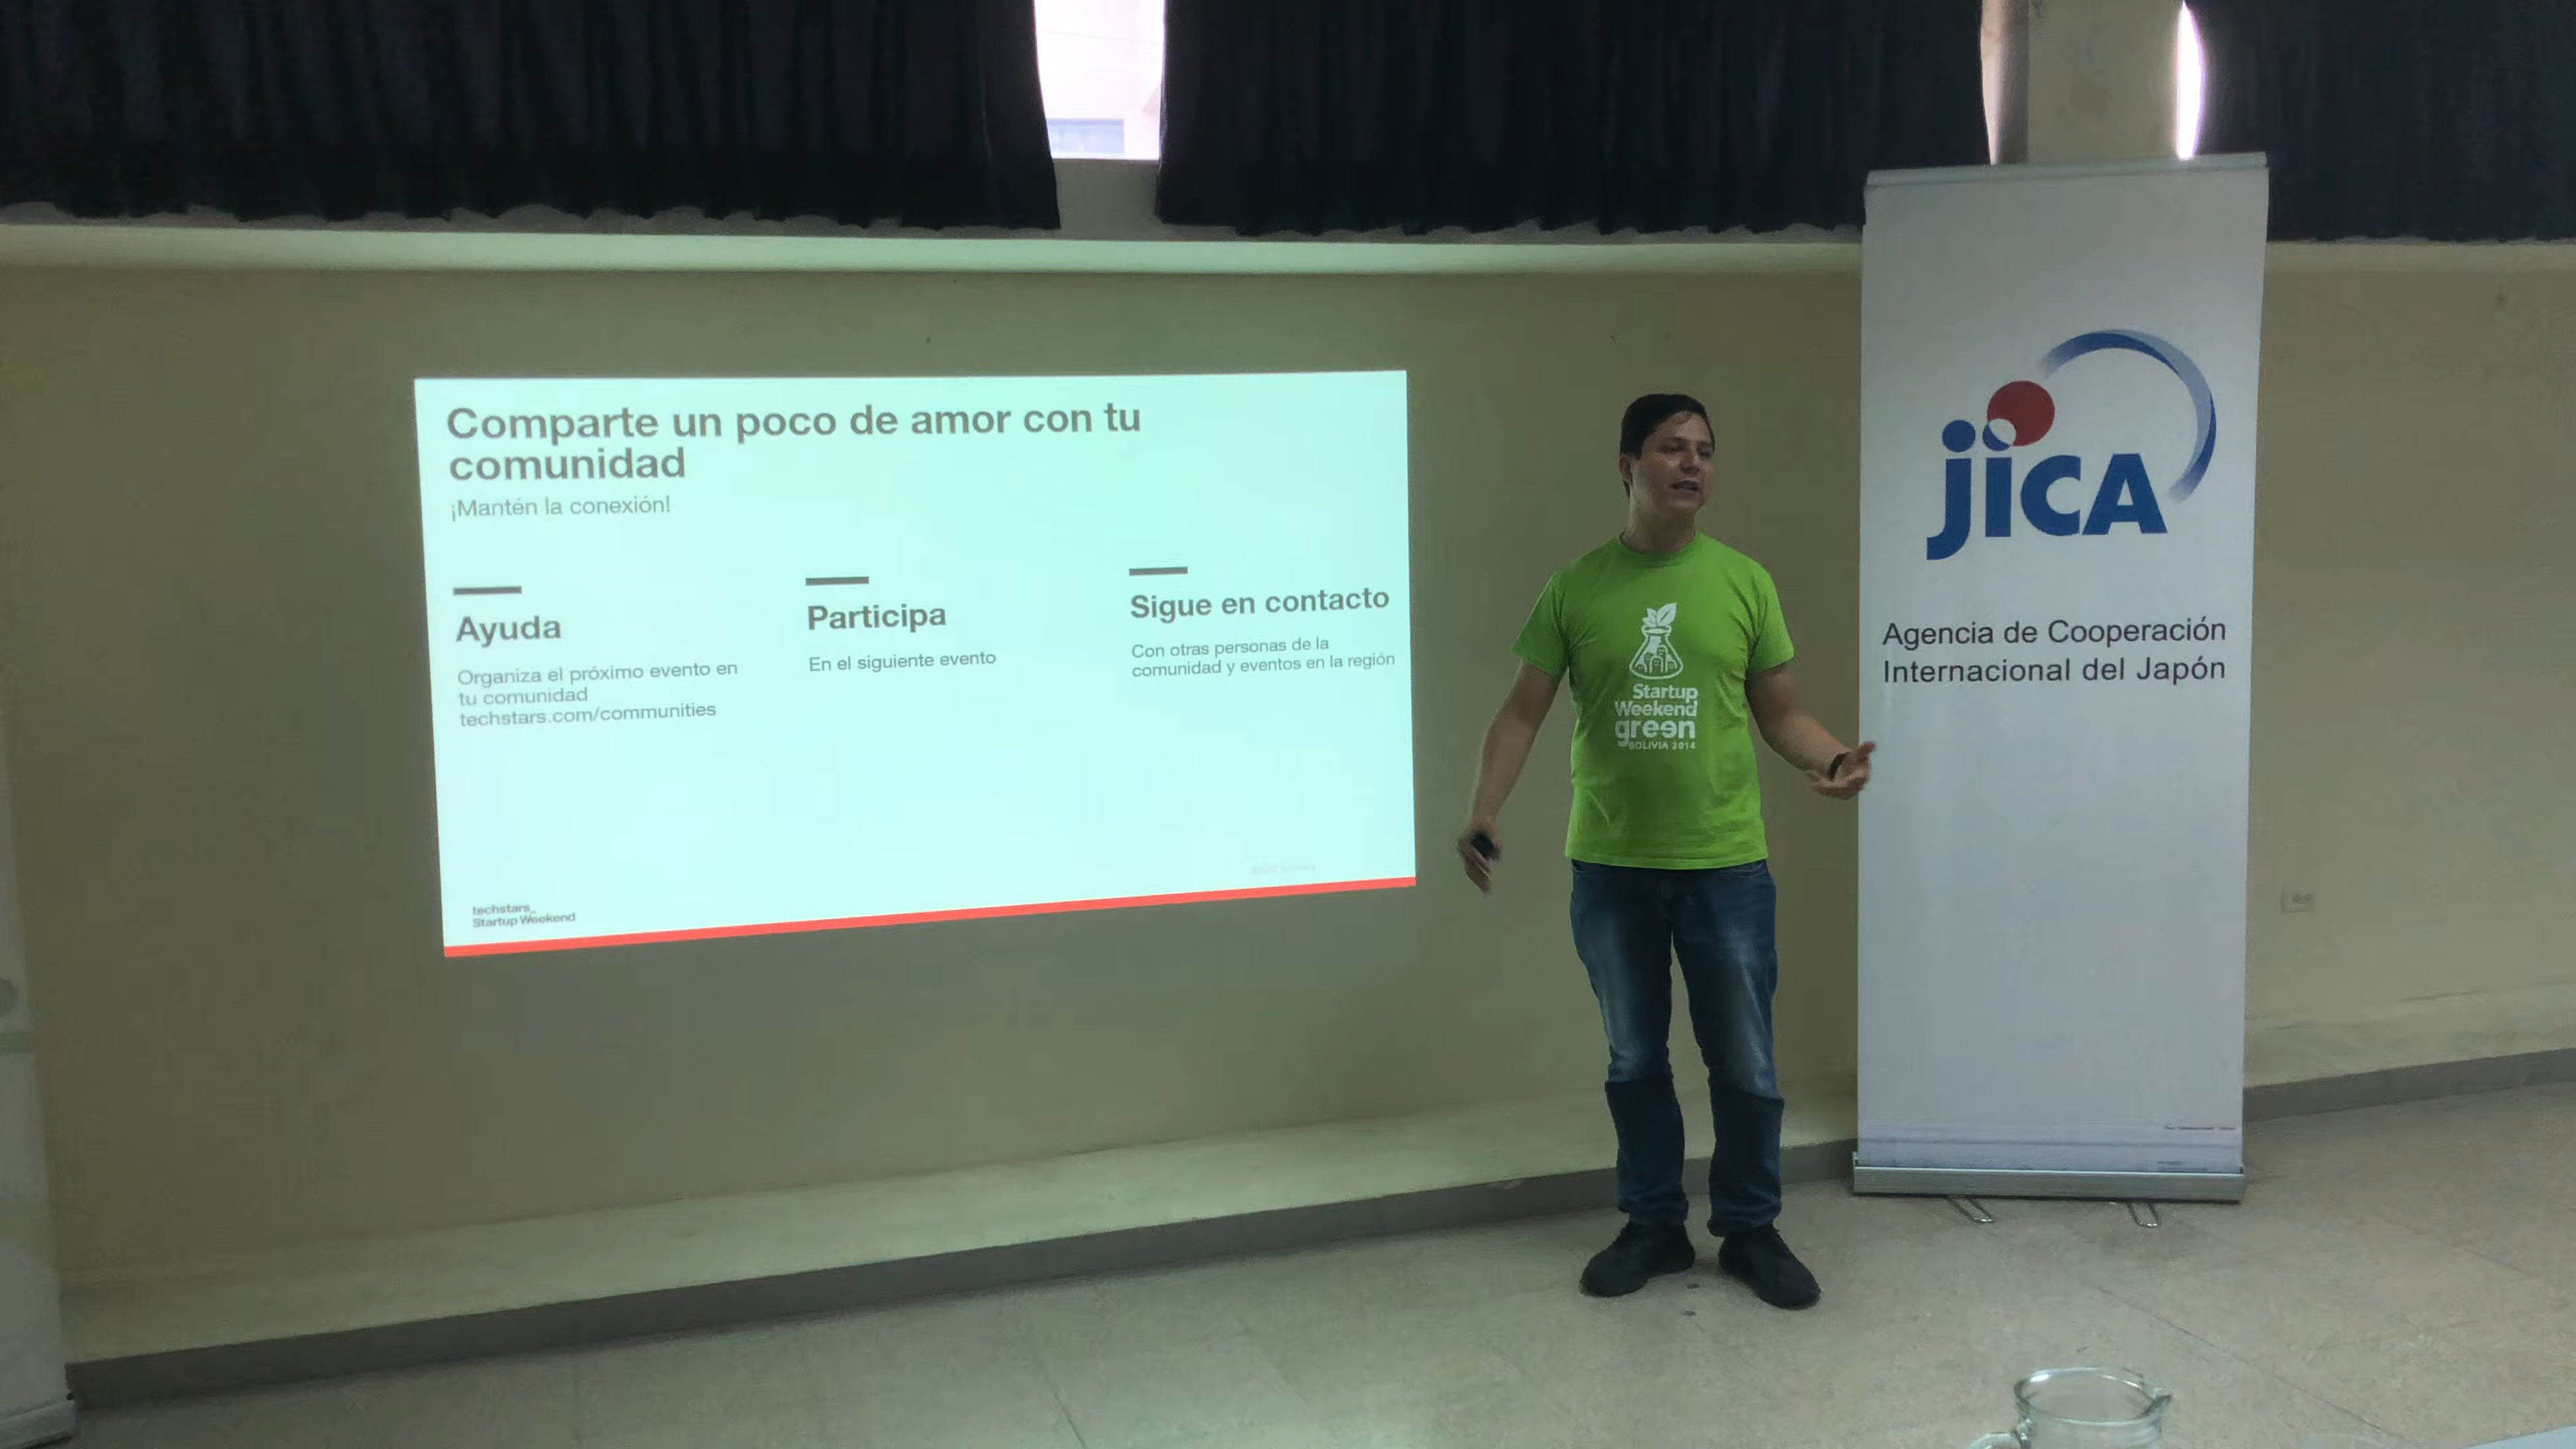 Comparte un poco de amor con tu
comunidad
¡Mantén la conexión!
Ayuda
Organiza el próximo evento en
tu comunidad
techstars.com/communities
Participa
En el siguiente evento
Sigue en contacto
Con otras personas de la
comunidad y eventos en la región
techstars_
Startup Weekend
Startup
Weekend
green
BOLIVIA 2014
jica
Agencia de Cooperación
Internacional del Japón